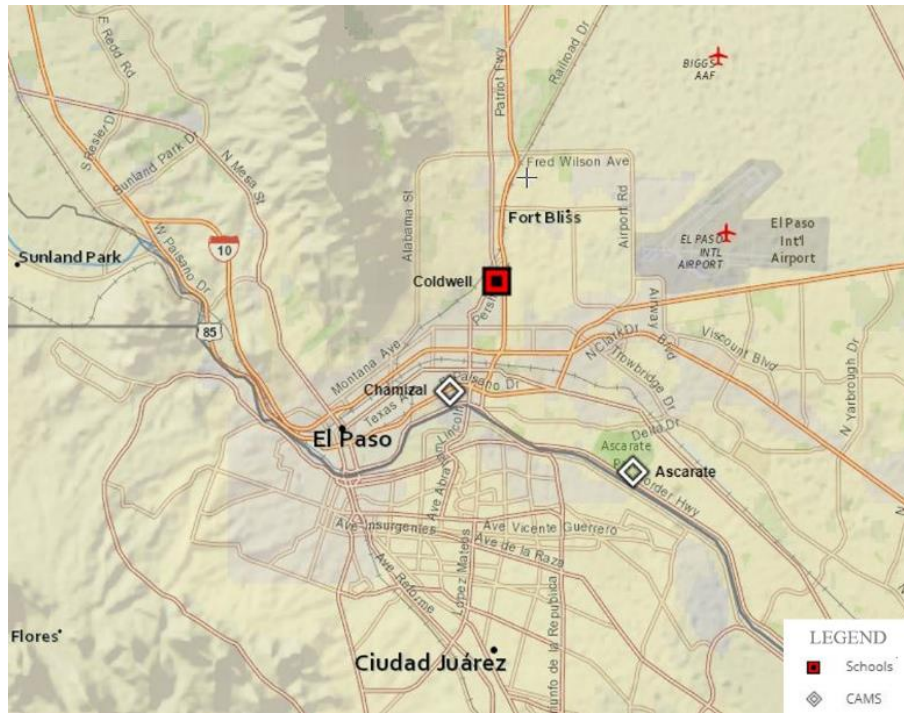 E Redd Rd
S Resler Dr
Sunland Park Dr
N Mesa St
Patriot Fwy
Railroad Dr
BIGGS
AAF
Fred Wilson Ave
Alabama St
Fort Bliss
Airport Rd
EL PASO
INTL
AIRPORT
El Paso
Int'l
Airport
Sunland Park
W Paisano Dr
10
85
Coldwell
Airway
Blvd
Viscount Blvd
N Clark Dr
Trowbridge Dr
N Yarbrough Dr
Montana Ave
Chamizal
Paisano Dr
Texas
El Paso
Delta Dr
Ascarate
Ascarate
Border Hwy
Ave Insurgentes
Ave Vicente Guerrero
Ave de la Raza
Lopez Mateos
Ave Reforme
Flores
Ciudad Juárez
LEGEND
Schools
CAMS